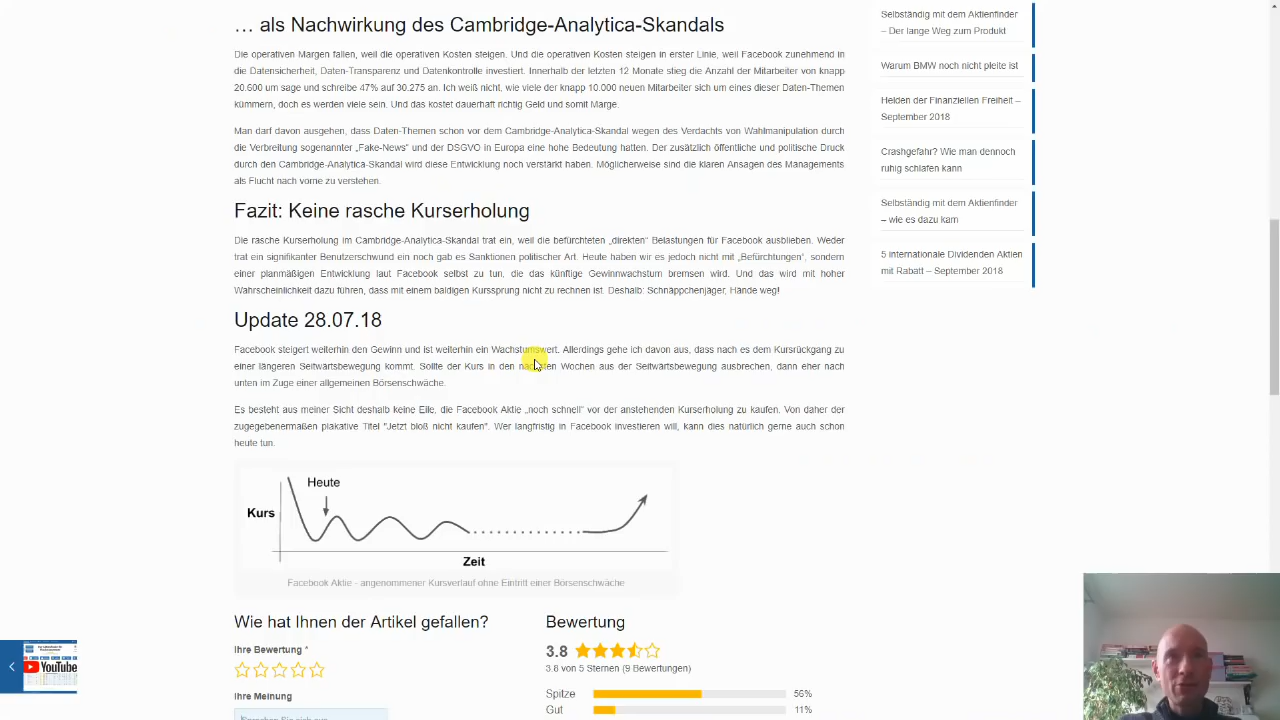 … als Nachwirkung des Cambridge-Analytica-Skandals
Die operativen Margen fallen, weil die operativen Kosten steigen. Und die operativen Kosten steigen in erster Linie, weil Facebook zunehmend in
die Datensicherheit, Daten-Transparenz und Datenkontrolle investiert. Innerhalb der letzten 12 Monate stieg die Anzahl der Mitarbeiter von knapp
20.600 um sage und schreibe 47% auf 30.275 an. Ich weiß nicht, wie viele der knapp 10.000 neuen Mitarbeiter sich um eines dieser Daten-Themen
kümmern, doch es werden viele sein. Und das kostet dauerhaft richtig Geld und somit Marge.
Man darf davon ausgehen, dass Daten-Themen schon vor dem Cambridge-Analytica-Skandal wegen des Verdachts von Wahlmanipulation durch
die Verbreitung sogenannter „Fake-News“ und der DSGVO in Europa eine hohe Bedeutung hatten. Der zusätzlich öffentliche und politische Druck
durch den Cambridge-Analytica-Skandal wird diese Entwicklung noch verstärkt haben. Möglicherweise sind die klaren Ansagen des Managements
als Flucht nach vorne zu verstehen.
Fazit: Keine rasche Kurserholung
Die rasche Kurserholung im Cambridge-Analytica-Skandal trat ein, weil die befürchteten „direkten“ Belastungen für Facebook ausblieben. Weder
trat ein signifikanter Benutzerschwund ein noch gab es Sanktionen politischer Art. Heute haben wir es jedoch nicht mit „Befürchtungen“, sondern
einer planmäßigen Entwicklung laut Facebook selbst zu tun, die das künftige Gewinnwachstum bremsen wird. Und das wird mit hoher
Wahrscheinlichkeit dazu führen, dass mit einem baldigen Kurssprung nicht zu rechnen ist. Deshalb: Schnäppchenjäger, Hände weg!
Update 28.07.18
Facebook steigert weiterhin den Gewinn und ist weiterhin ein Wachstumswert. Allerdings gehe ich davon aus, dass nach es dem Kursrückgang zu
einer längeren Seitwärtsbewegung kommt. Sollte der Kurs in den nächsten Wochen aus der Seitwärtsbewegung ausbrechen, dann eher nach
unten im Zuge einer allgemeinen Börsenschwäche.
Es besteht aus meiner Sicht deshalb keine Eile, die Facebook Aktie „noch schnell“ vor der anstehenden Kurserholung zu kaufen. Von daher der
zugegebenermaßen plakative Titel "Jetzt bloß nicht kaufen". Wer langfristig in Facebook investieren will, kann dies natürlich gerne auch schon
heute tun.
Heute
Kurs
Zeit
Facebook Aktie - angenommener Kursverlauf ohne Eintritt einer Börsenschwäche
Wie hat Ihnen der Artikel gefallen?
Ihre Bewertung *
Ihre Meinung
Bewertung
3.8
3.8 von 5 Sternen (9 Bewertungen)
Spitze 56%
Gut 11%
Selbständig mit dem Aktienfinder
– Der lange Weg zum Produkt
Warum BMW noch nicht pleite ist
Helden der Finanziellen Freiheit –
September 2018
Crashgefahr? Wie man dennoch
ruhig schlafen kann
Selbständig mit dem Aktienfinder
– wie es dazu kam
5 internationale Dividenden Aktien
mit Rabatt – September 2018
YouTube